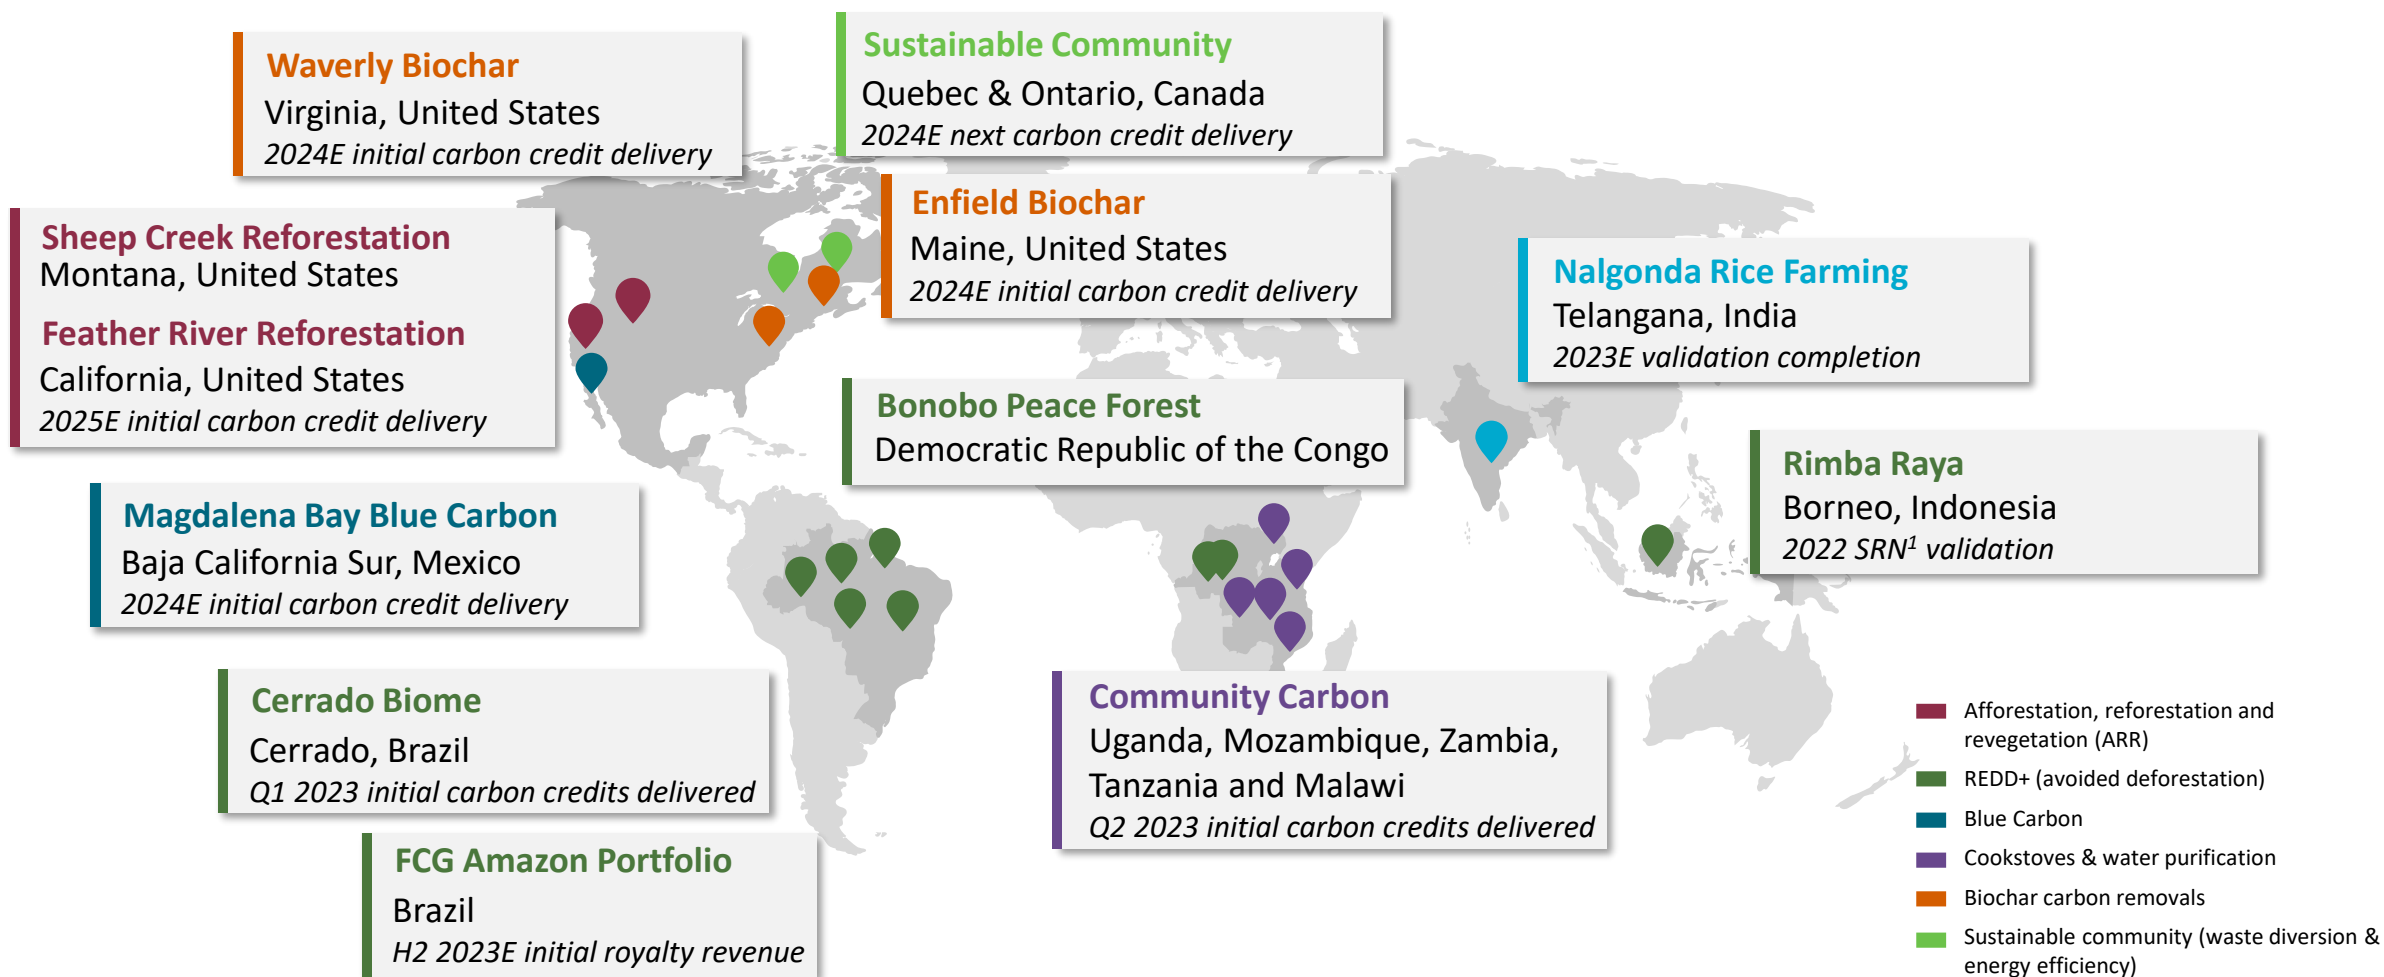 Waverly Biochar
Virginia, United States
2024E initial carbon credit delivery
Sustainable Community
Quebec & Ontario, Canada
2024E next carbon credit delivery
Sheep Creek Reforestation
Montana, United States
Feather River Reforestation
California, United States
2025E initial carbon credit delivery
Enfield Biochar
Maine, United States
2024E initial carbon credit delivery
Nalgonda Rice Farming
Telangana, India
2023E validation completion
Bonobo Peace Forest
Democratic Republic of the Congo
Rimba Raya
Borneo, Indonesia
2022 SRN¹ validation
Magdalena Bay Blue Carbon
Baja California Sur, Mexico
2024E initial carbon credit delivery
Cerrado Biome
Cerrado, Brazil
Q1 2023 initial carbon credits delivered
Community Carbon
Uganda, Mozambique, Zambia,
Tanzania and Malawi
Q2 2023 initial carbon credits delivered
FCG Amazon Portfolio
Brazil
H2 2023E initial royalty revenue
Afforestation, reforestation and
revegetation (ARR)
REDD+ (avoided deforestation)
Blue Carbon
Cookstoves & water purification
Biochar carbon removals
Sustainable community (waste diversion &
energy efficiency)